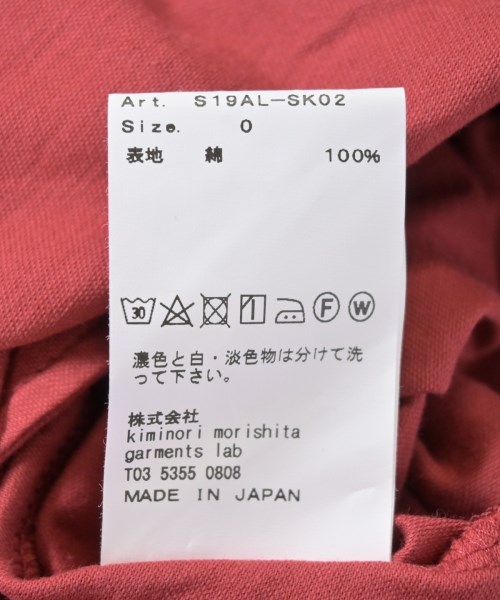 Art. S19AL-SK02
Size. 0
表地 綿 100%
30 F W
濃色と白・淡色物は分けて洗
って下さい。
株式会社
kiminori morishita
garments lab
T03 5355 0808
MADE IN JAPAN